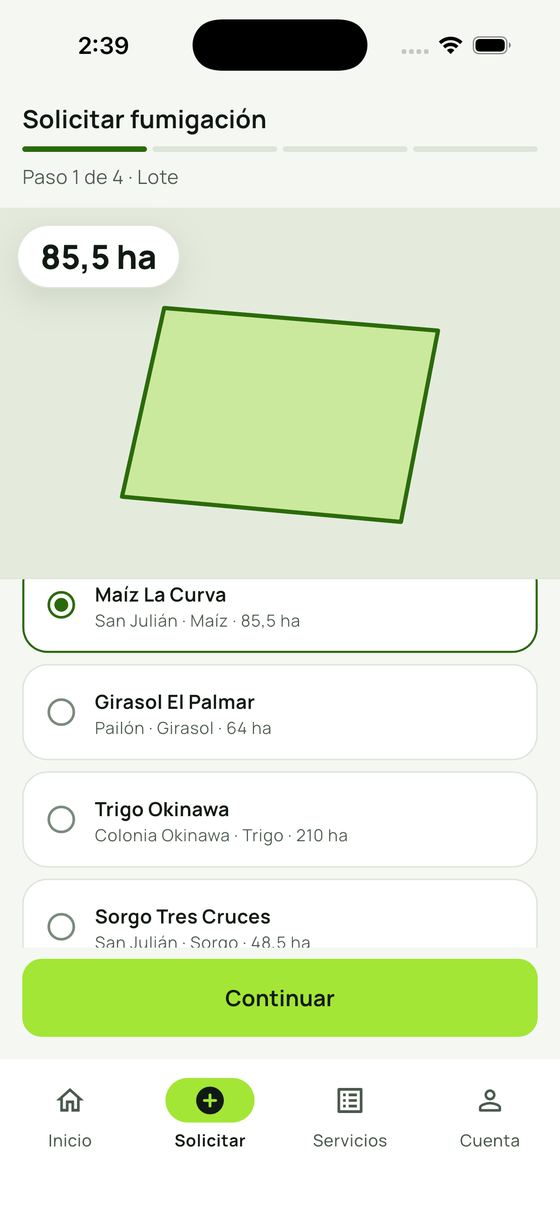 2:39
Solicitar fumigación
Paso 1 de 4 · Lote
85,5 ha
Maíz La Curva
San Julián · Maíz · 85,5 ha
Girasol El Palmar
Pailón · Girasol · 64 ha
Trigo Okinawa
Colonia Okinawa · Trigo · 210 ha
Sorgo Tres Cruces
San Julián · Sorgo · 48,5 ha
Continuar
Inicio
Solicitar
Servicios
Cuenta